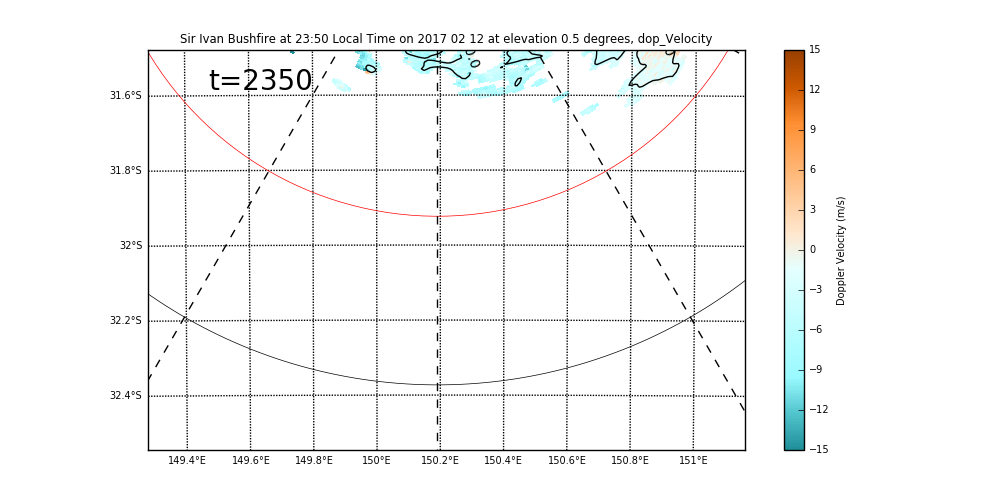 Sir Ivan Bushfire at 23:50 Local Time on 2017 02 12 at elevation 0.5 degrees, dop_Velocity
t=2350
31.6°S
31.8°S
32°S
32.2°S
32.4°S
149.4°E 149.6°E 149.8°E 150°E 150.2°E 150.4°E 150.6°E 150.8°E 151°E
15
12
9
6
3
0
−3
−6
−9
−12
−15
Doppler Velocity (m/s)